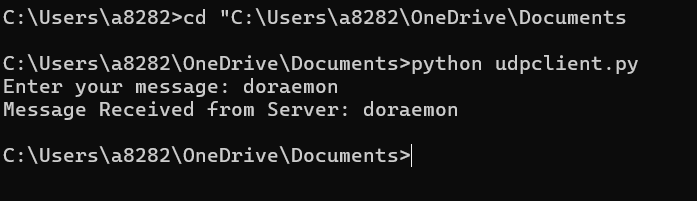 C:\Users\a8282>cd "C:\Users\a8282\OneDrive\Documents
C:\Users\a8282\OneDrive\Documents>python udpclient.py
Enter your message: doraemon
Message Received from Server: doraemon
C:\Users\a8282\OneDrive\Documents>